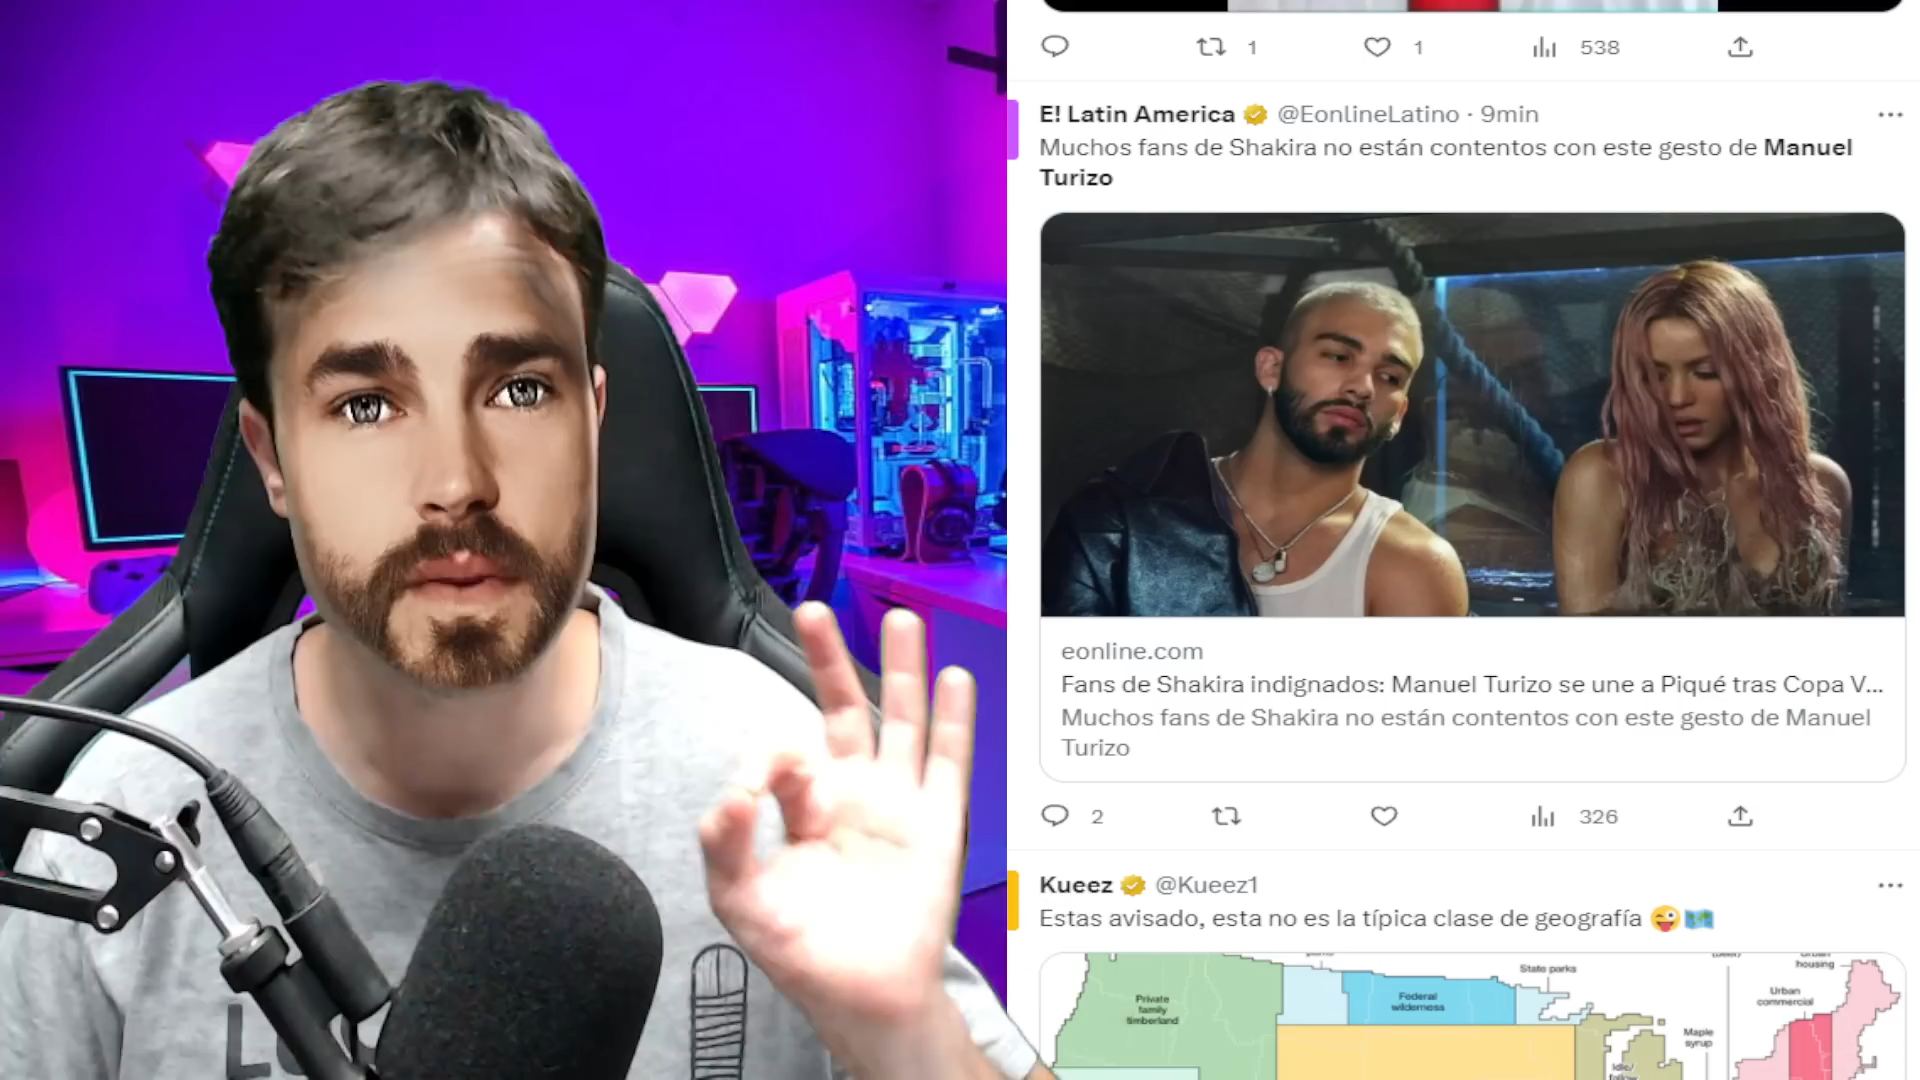 1
1
538
E! Latin America @EonlineLatino · 9min
Muchos fans de Shakira no están contentos con este gesto de Manuel
Turizo
eonline.com
Fans de Shakira indignados: Manuel Turizo se une a Piqué tras Copa V...
Muchos fans de Shakira no están contentos con este gesto de Manuel
Turizo
2
326
Kueez @Kueez1
Estas avisado, esta no es la típica clase de geografía
State parks
housing
Private
family
timberland
Federal
wilderness
Urban
commercial
Maple
syrup